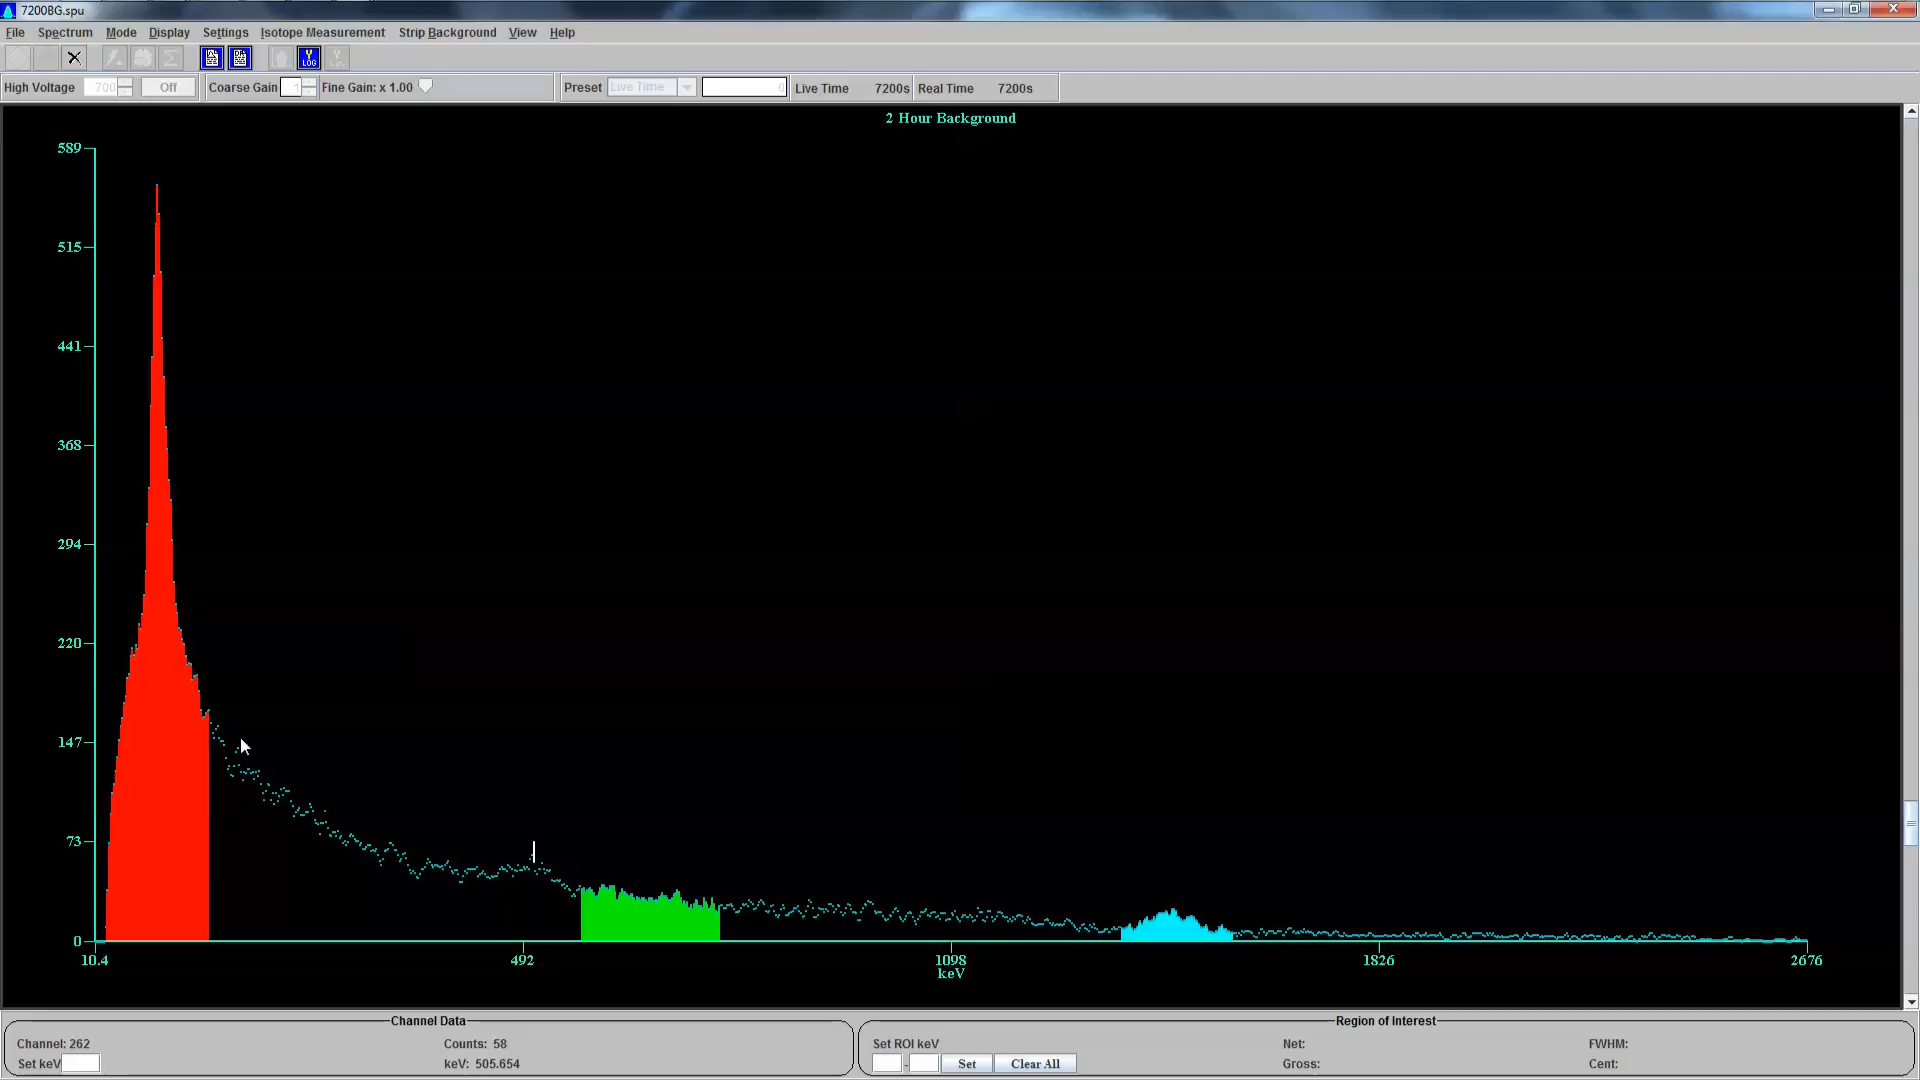 7200BG.spu
File Spectrum Mode Display Settings Isotope Measurement Strip Background View Help
Y LOG
High Voltage 700 Off Coarse Gain Fine Gain: x 1.00 Preset Live Time 0 Live Time 7200s Real Time 7200s
2 Hour Background
589
515
441
368
294
220
147
73
0
10.4 492 1098 1826 2676
keV
Channel Data Region of Interest
Channel: 262 Counts: 58 Set ROI keV Net: FWHM:
Set keV keV: 505.654 - Set Clear All Gross: Cent: